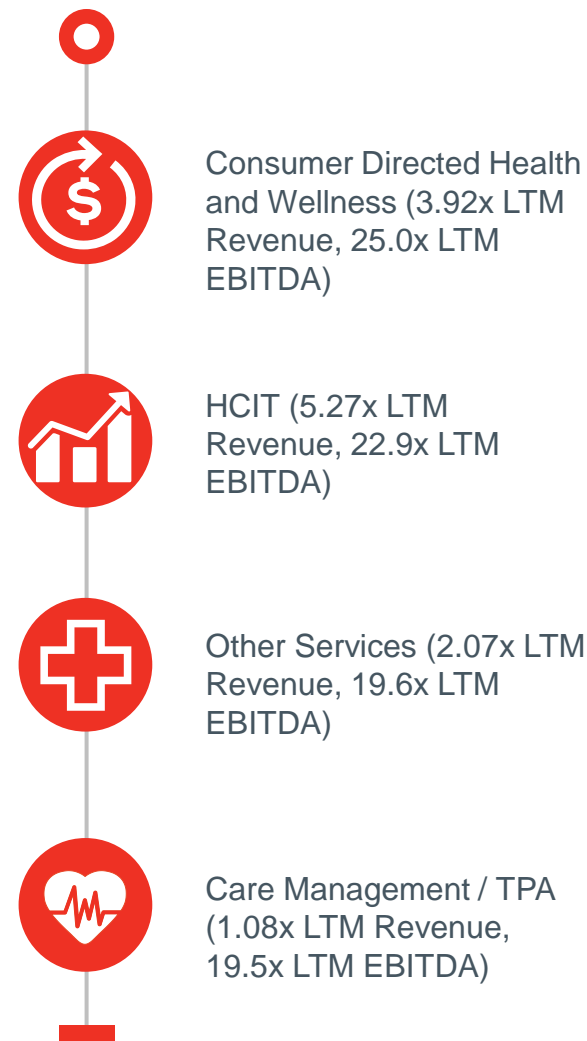 $
Consumer Directed Health
and Wellness (3.92x LTM
Revenue, 25.0x LTM
EBITDA)
HCIT (5.27x LTM
Revenue, 22.9x LTM
EBITDA)
Other Services (2.07x LTM
Revenue, 19.6x LTM
EBITDA)
Care Management / TPA
(1.08x LTM Revenue,
19.5x LTM EBITDA)